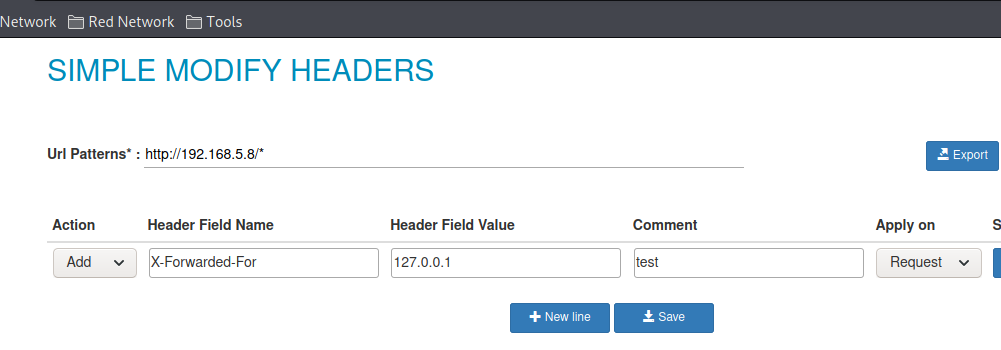 Network Red Network Tools
SIMPLE MODIFY HEADERS
Url Patterns* : http://192.168.5.8/*
Export
Action Header Field Name Header Field Value Comment Apply on S
Add X-Forwarded-For 127.0.0.1 test Request
New line Save